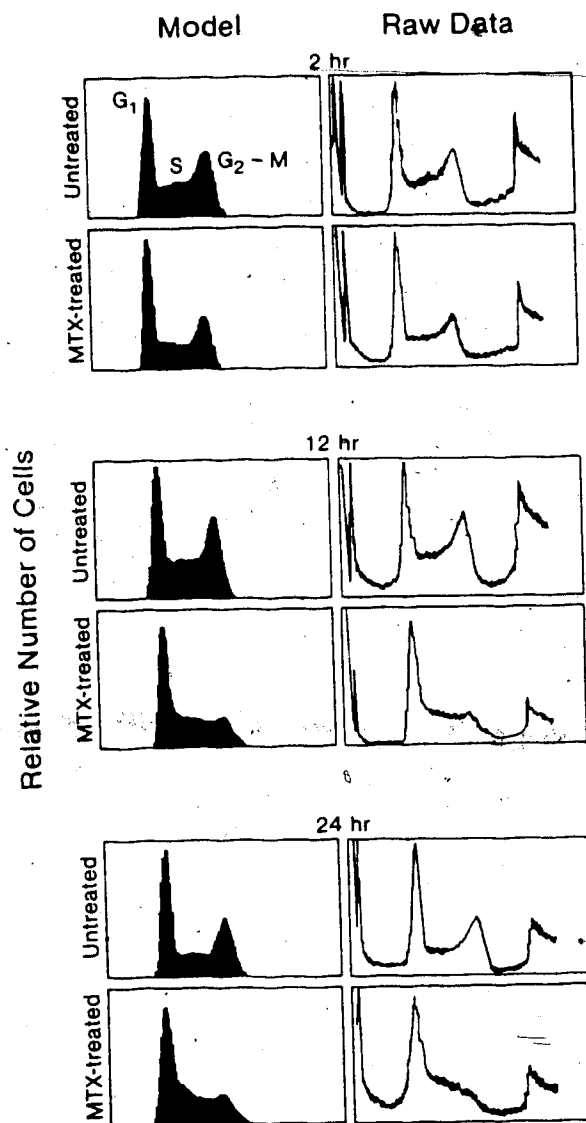 Model
Raw Data
2 hr
Untreated
G₁
S
G₂ – M
MTX-treated
12 hr
Relative Number of Cells
Untreated
MTX-treated
24 hr
Untreated
MTX-treated